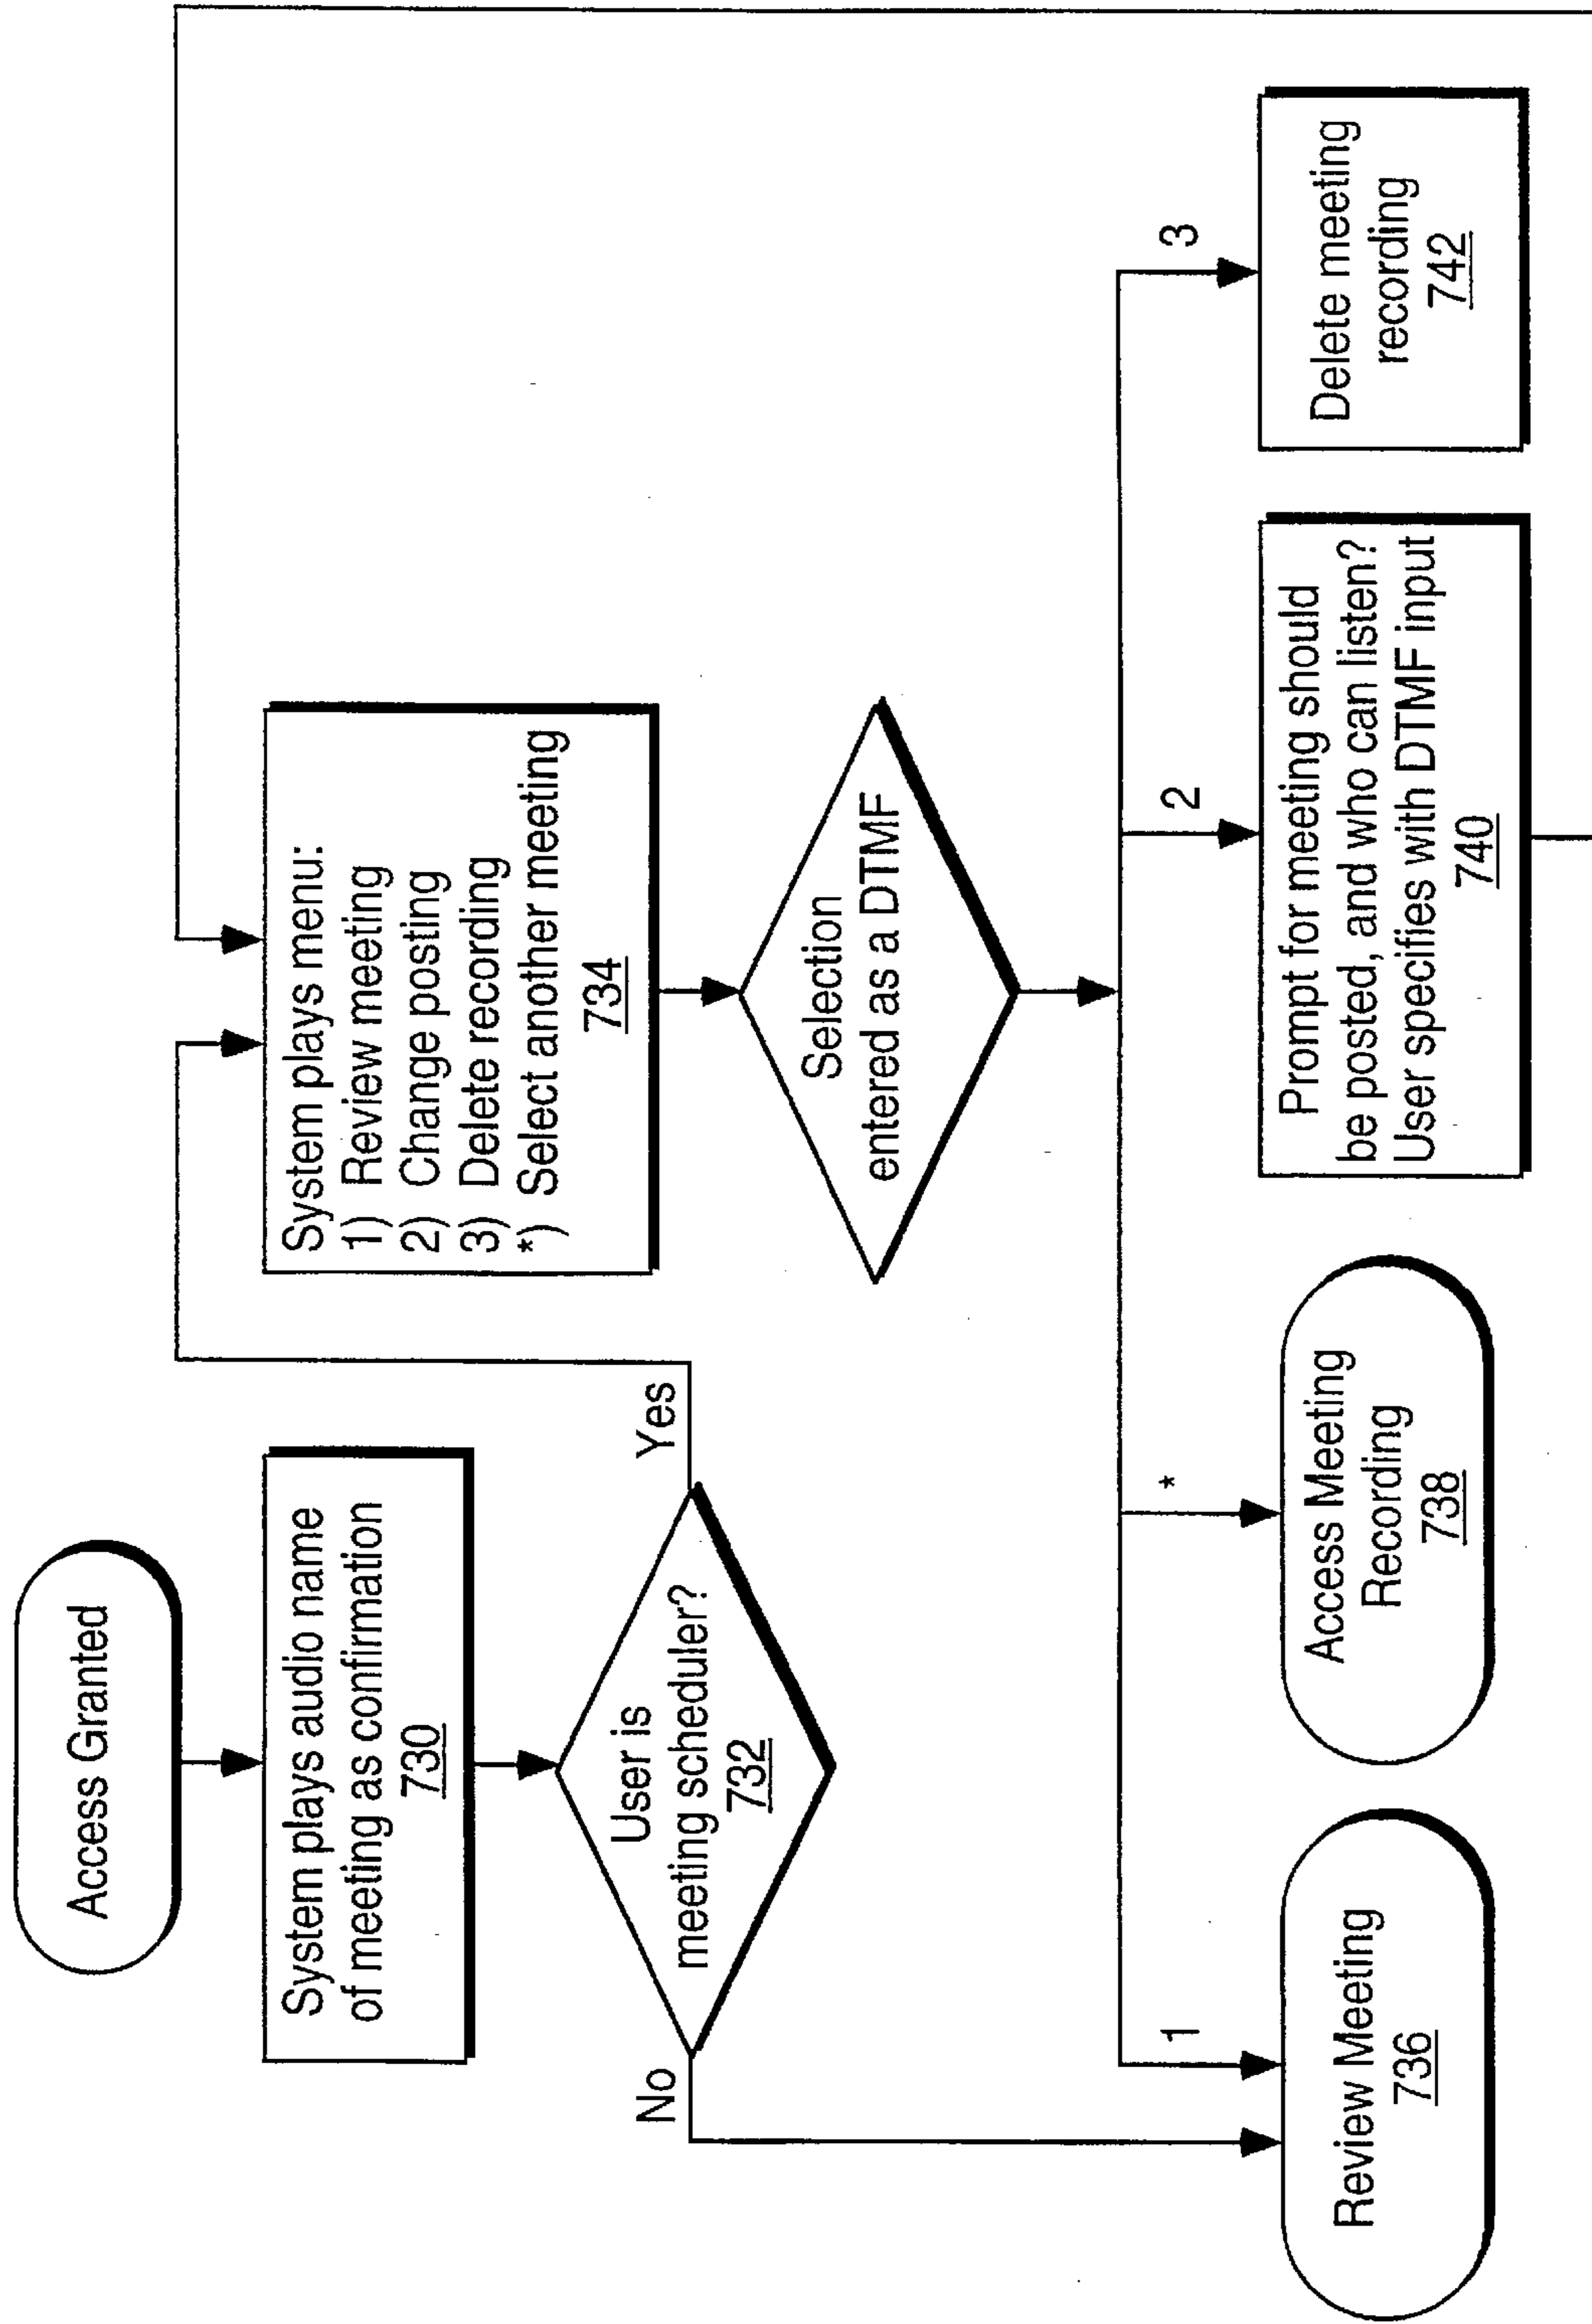 Access Granted
System plays audio name
of meeting as confirmation
730
User is
meeting scheduler?
732
Yes
No
System plays menu:
1) Review meeting
2) Change posting
3) Delete recording
*) Select another meeting
734
Selection
entered as a DTMF
1
*
2
3
Review Meeting
736
Access Meeting
Recording
738
Prompt for meeting should
be posted, and who can listen?
User specifies with DTMF input
740
Delete meeting
recording
742